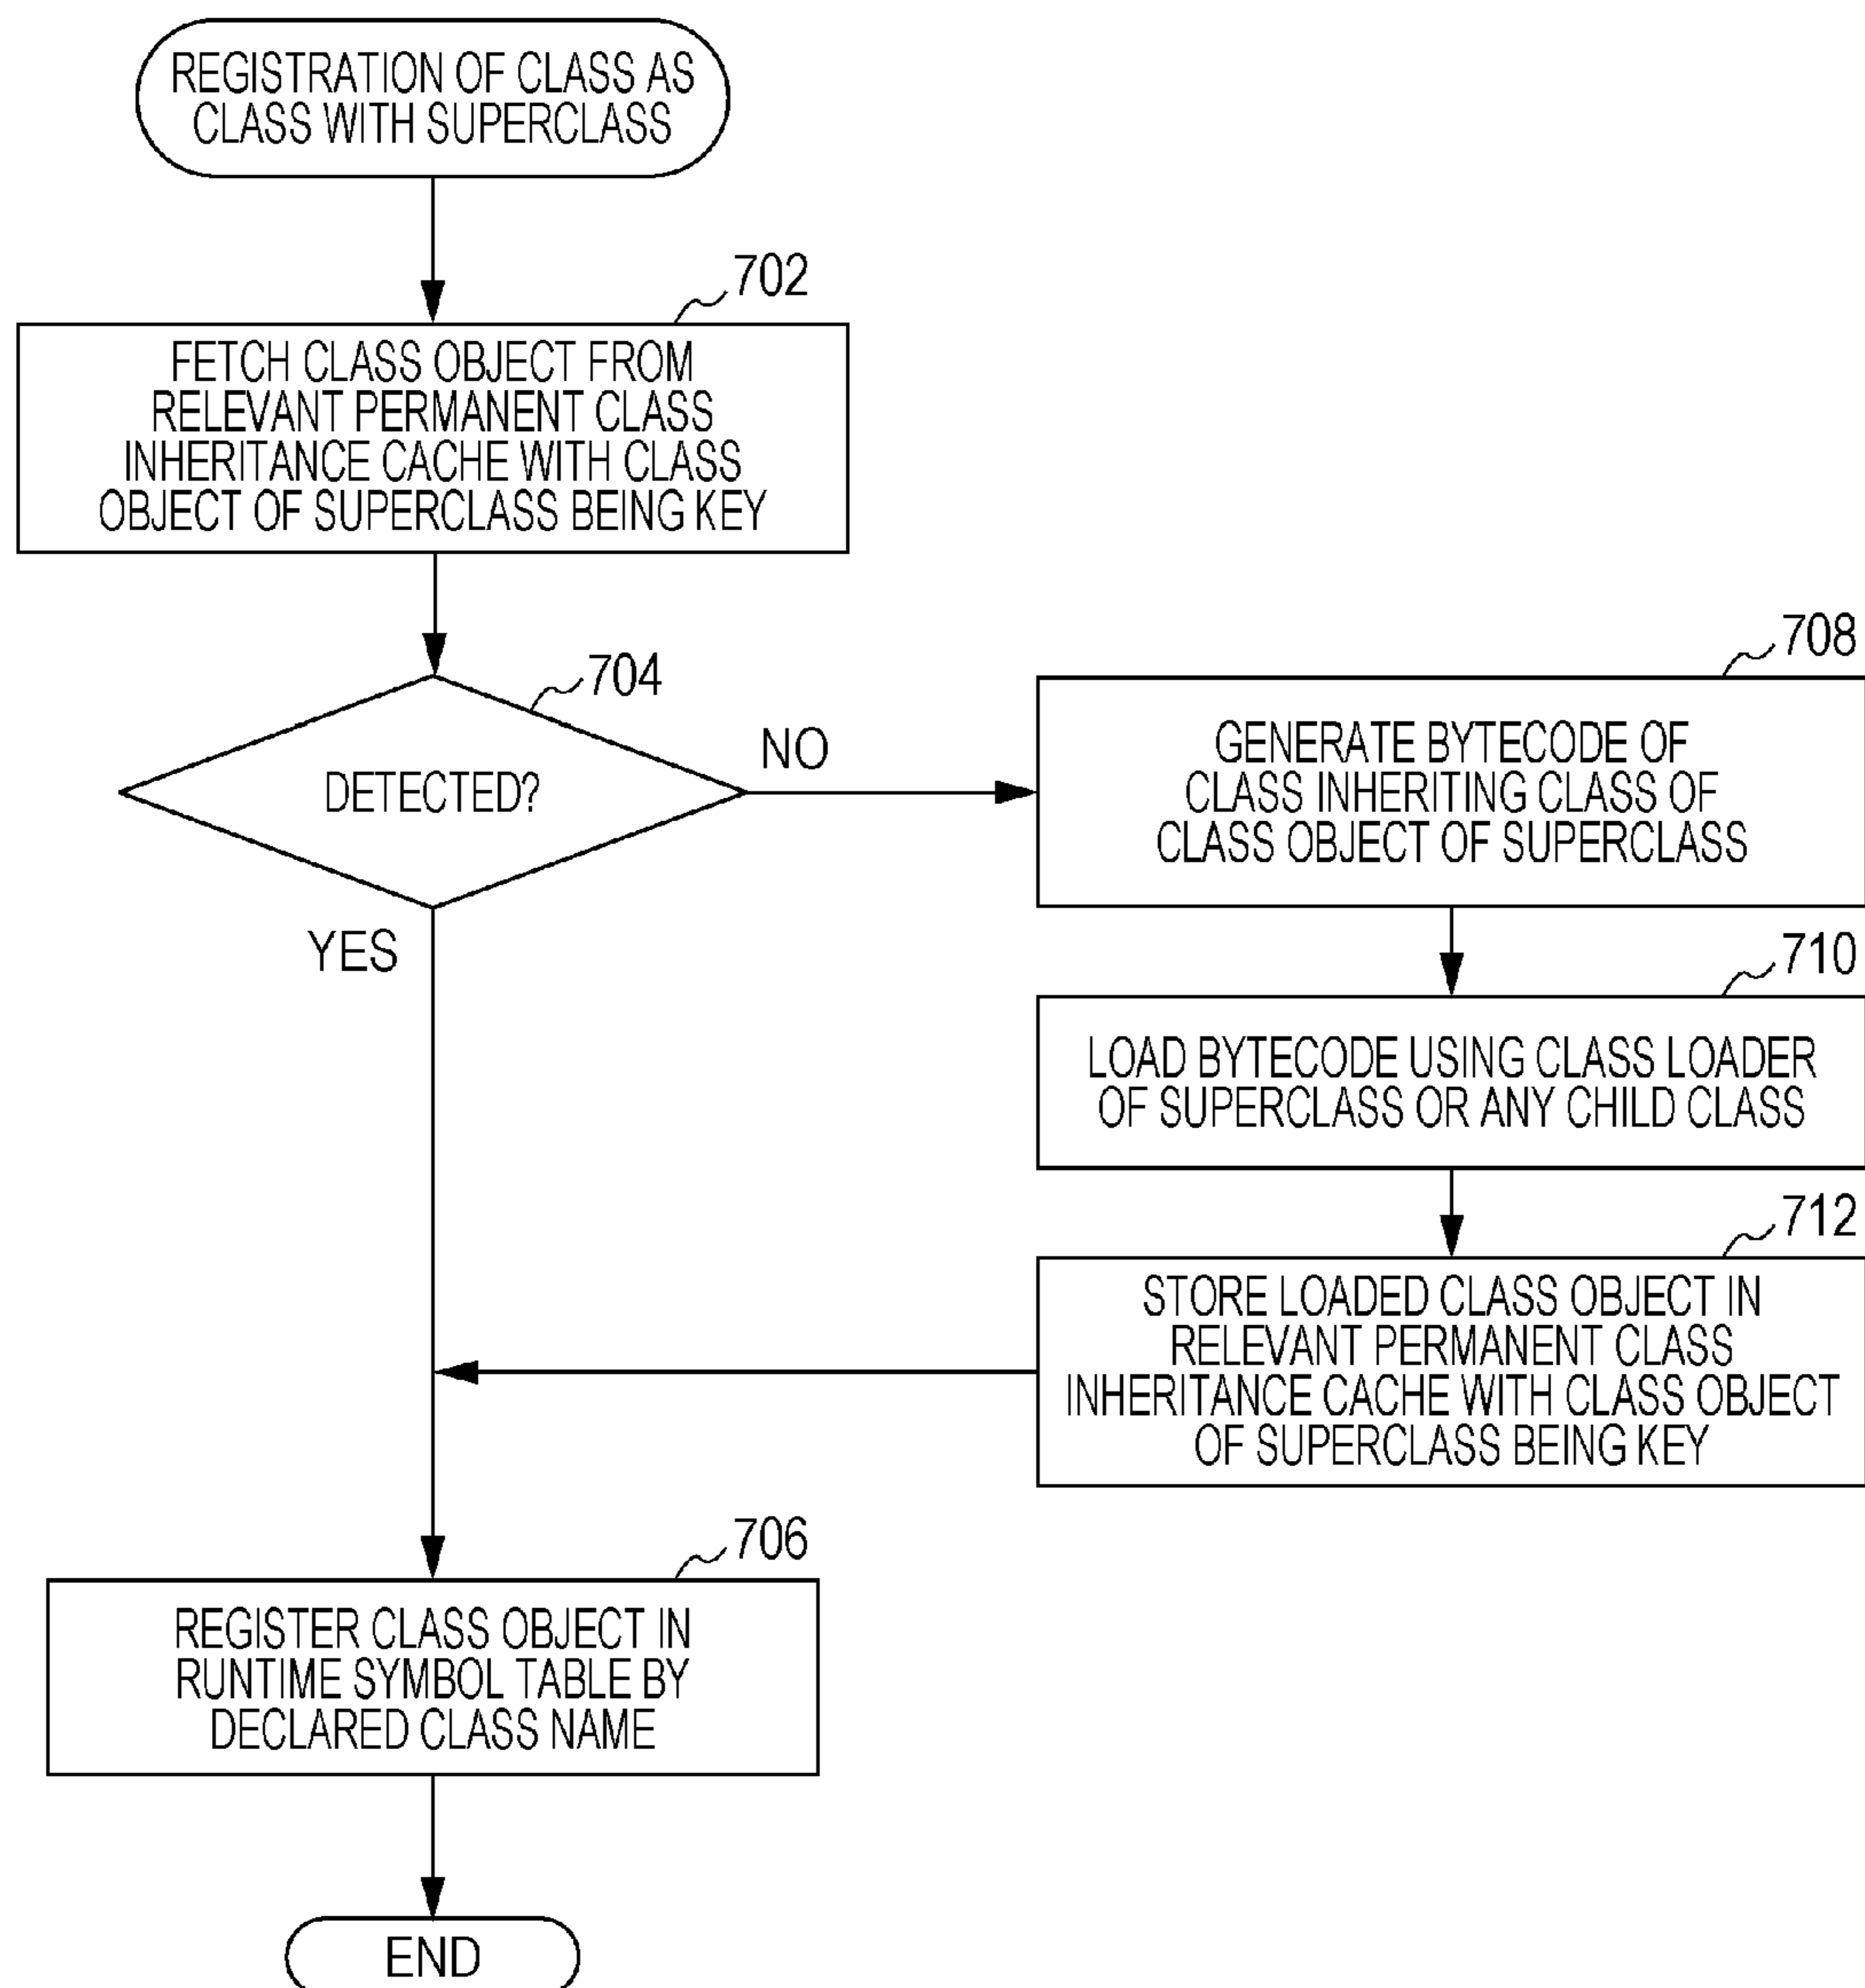 REGISTRATION OF CLASS AS
CLASS WITH SUPERCLASS
702
FETCH CLASS OBJECT FROM
RELEVANT PERMANENT CLASS
INHERITANCE CACHE WITH CLASS
OBJECT OF SUPERCLASS BEING KEY
704
DETECTED?
NO
YES
708
GENERATE BYTECODE OF
CLASS INHERITING CLASS OF
CLASS OBJECT OF SUPERCLASS
710
LOAD BYTECODE USING CLASS LOADER
OF SUPERCLASS OR ANY CHILD CLASS
712
STORE LOADED CLASS OBJECT IN
RELEVANT PERMANENT CLASS
INHERITANCE CACHE WITH CLASS OBJECT
OF SUPERCLASS BEING KEY
706
REGISTER CLASS OBJECT IN
RUNTIME SYMBOL TABLE BY
DECLARED CLASS NAME
END